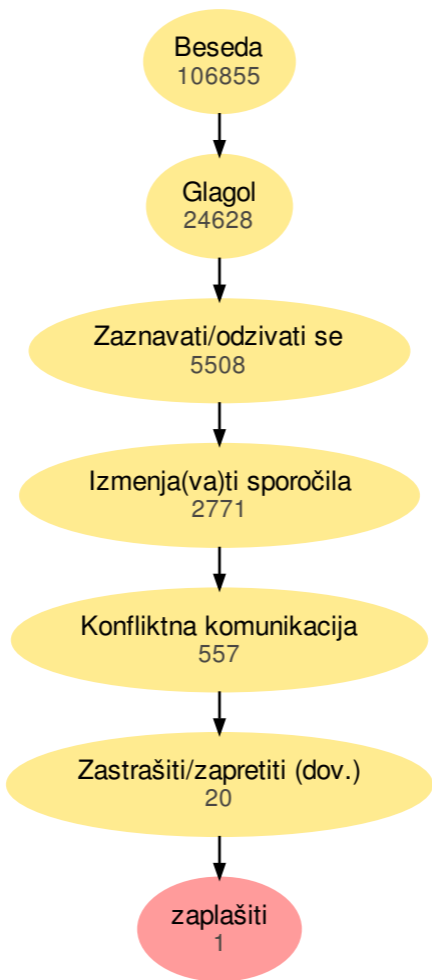 Beseda
106855
Glagol
24628
Zaznavati/odzivati se
5508
Izmenja(va)ti sporočila
2771
Konfliktna komunikacija
557
Zastrašiti/zapretiti (dov.)
20
zaplašiti
1